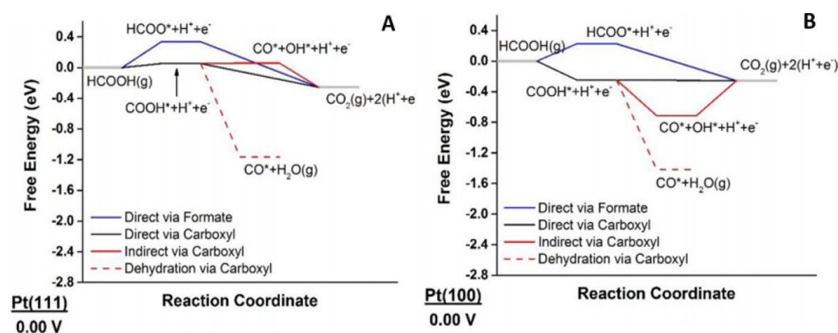 A
0.4
0.0
-0.4
-0.8
-1.2
-1.6
-2.0
-2.4
-2.8
Free Energy (eV)
HCOO*+H⁺+e⁻
CO*+OH*+H⁺+e⁻
HCOOH(g)
COOH*+H⁺+e⁻
CO₂(g)+2(H⁺+e
CO*+H₂O(g)
Direct via Formate
Direct via Carboxyl
Indirect via Carboxyl
Dehydration via Carboxyl
Reaction Coordinate
Pt(111)
0.00 V
B
0.4
0.0
-0.4
-0.8
-1.2
-1.6
-2.0
-2.4
-2.8
Free Energy (eV)
HCOO*+H⁺+e⁻
HCOOH(g)
CO₂(g)+2(H⁺+e⁻)
COOH*+H⁺+e⁻
CO*+OH*+H⁺+e⁻
CO*+H₂O(g)
Direct via Formate
Direct via Carboxyl
Indirect via Carboxyl
Dehydration via Carboxyl
Reaction Coordinate
Pt(100)
0.00 V